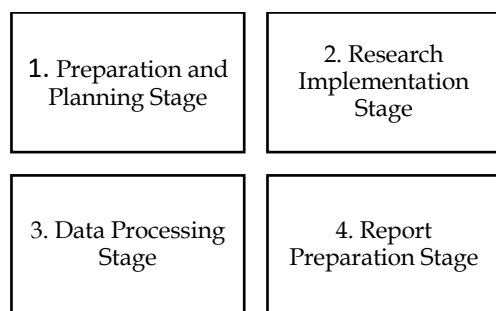 1. Preparation and
Planning Stage
2. Research
Implementation
Stage
3. Data Processing
Stage
4. Report
Preparation Stage